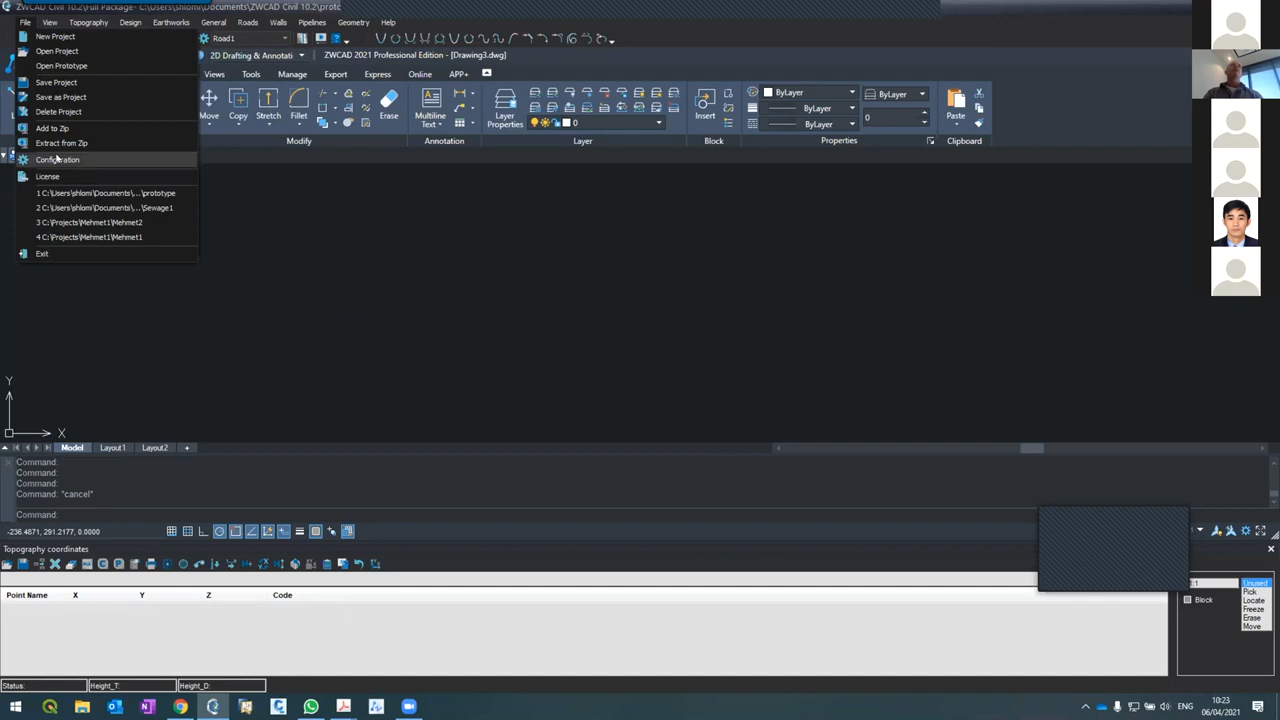 ZWCAD Civil 10.2\Full Package- C:\Users\shlomi\Documents\ZWCAD Civil 10.2\proto
File View Topography Design Earthworks General Roads Walls Pipelines Geometry Help
New Project
Open Project
Open Prototype
Save Project
Save as Project
Delete Project
Add to Zip
Extract from Zip
Configuration
License
1 C:\Users\shlomi\Documents\...\prototype
2 C:\Users\shlomi\Documents\...\Sewage1
3 C:\Projects\Mehmet1\Mehmet2
4 C:\Projects\Mehmet1\Mehmet1
Exit
Road1
2D Drafting & Annotati ZWCAD 2021 Professional Edition - [Drawing3.dwg]
Views Tools Manage Export Express Online APP+
Move Copy Stretch Fillet Erase
Multiline Text
Layer Properties
0
Insert
ByLayer
ByLayer
ByLayer
ByLayer
0
Paste
Modify Annotation Layer Block Properties Clipboard
Y
X
Model Layout1 Layout2 +
Command:
Command:
Command:
Command: "cancel"
Command:
-236.4871, 291.2177, 0.0000
Topography coordinates
Point Name X Y Z Code
Unused
Pick
Locate
Freeze
Erase
Move
Block
Status: Height_T: Height_D:
ENG
10:23
06/04/2021